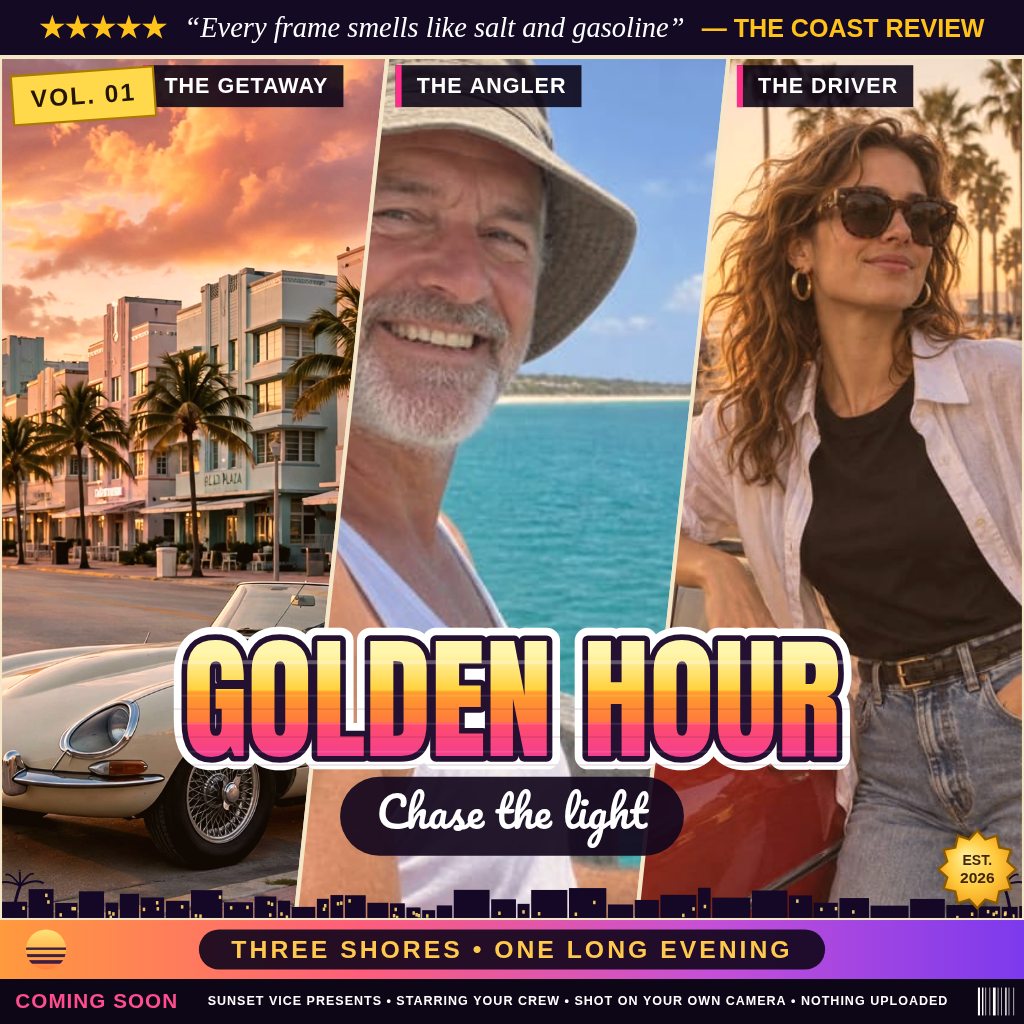 ★★★★★ “Every frame smells like salt and gasoline” — THE COAST REVIEW
VOL. 01
THE GETAWAY
THE ANGLER
THE DRIVER
GOLDEN HOUR
Chase the light
EST.
2026
THREE SHORES • ONE LONG EVENING
COMING SOON
SUNSET VICE PRESENTS • STARRING YOUR CREW • SHOT ON YOUR OWN CAMERA • NOTHING UPLOADED